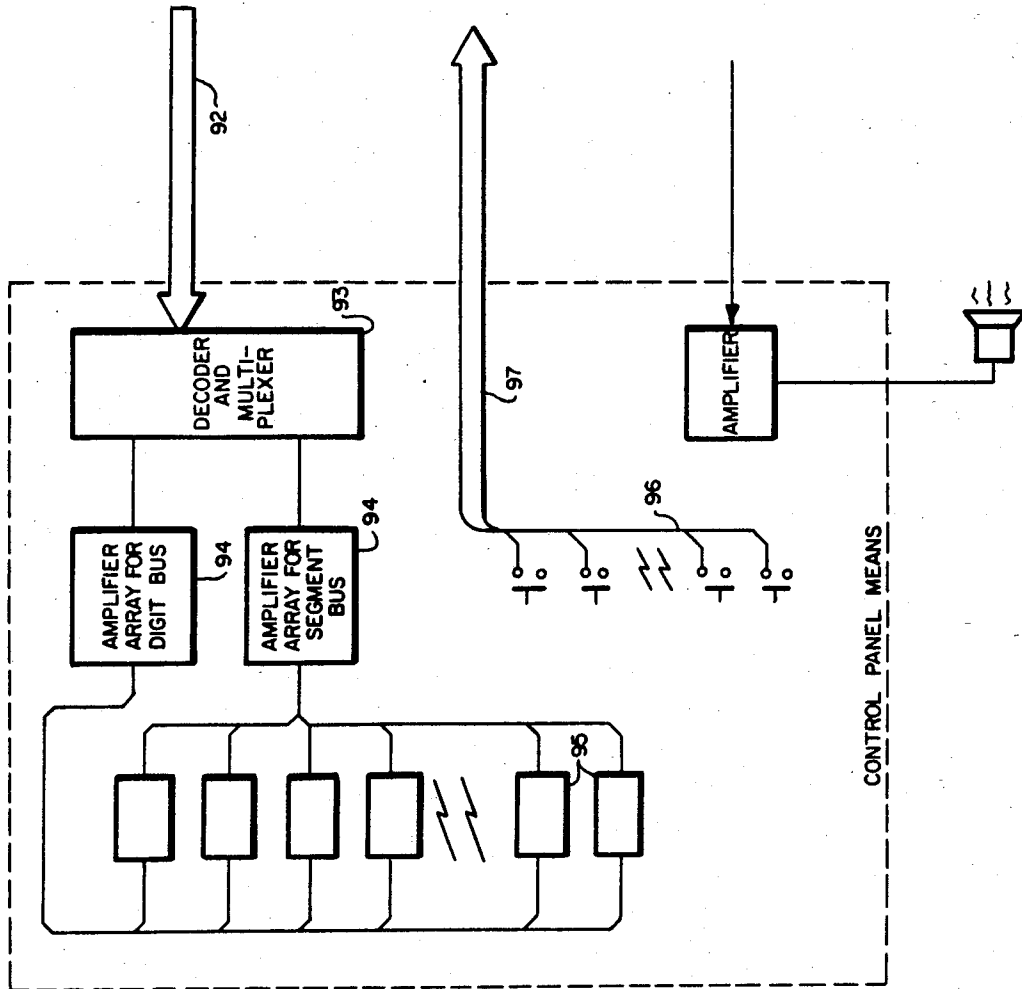 92
93
DECODER
AND
MULTI-
PLEXER
94
AMPLIFIER
ARRAY FOR
DIGIT BUS
94
AMPLIFIER
ARRAY FOR
SEGMENT
BUS
95
97
96
AMPLIFIER
CONTROL PANEL MEANS